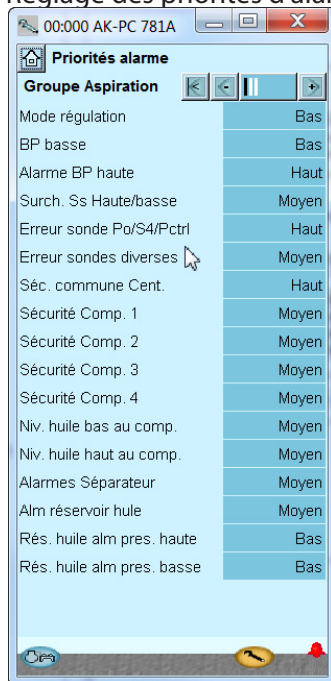 Réglage des priorités d'alar
00:000 AK-PC 781A
Priorités alarme
Groupe Aspiration
Mode régulation Bas
BP basse Bas
Alarme BP haute Haut
Surch. Ss Haute/basse Moyen
Erreur sonde Po/S4/Pctrl Haut
Erreur sondes diverses Moyen
Séc. commune Cent. Haut
Sécurité Comp. 1 Moyen
Sécurité Comp. 2 Moyen
Sécurité Comp. 3 Moyen
Sécurité Comp. 4 Moyen
Niv. huile bas au comp. Moyen
Niv. huile haut au comp. Moyen
Alarmes Séparateur Moyen
Alm réservoir hule Moyen
Rés. huile alm pres. haute Bas
Rés. huile alm pres. basse Bas